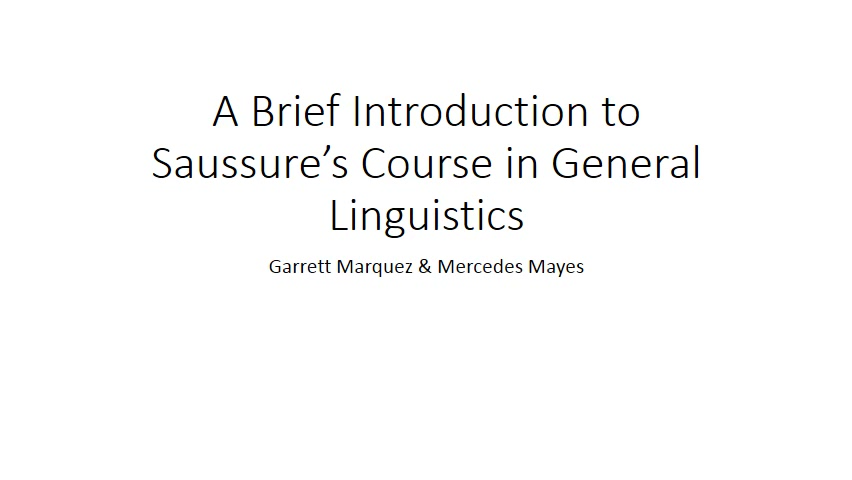 A Brief Introduction to
Saussure’s Course in General
Linguistics
Garrett Marquez & Mercedes Mayes